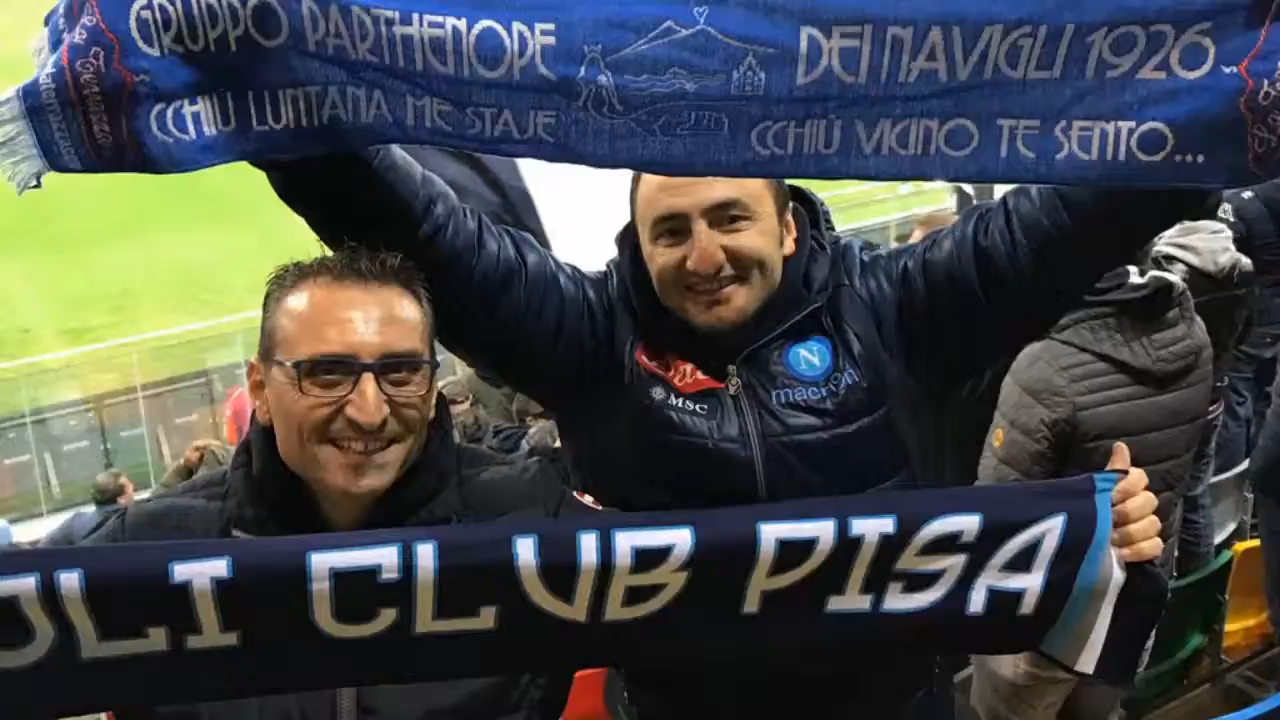 GRUPPO PARTHENOPE DEI NAVIGLI 1926
CCHIÙ LUNTANA ME STAJE CCHIÙ VICINO TE SENTO...
N
MSC
macron
OLI CLUB PISA